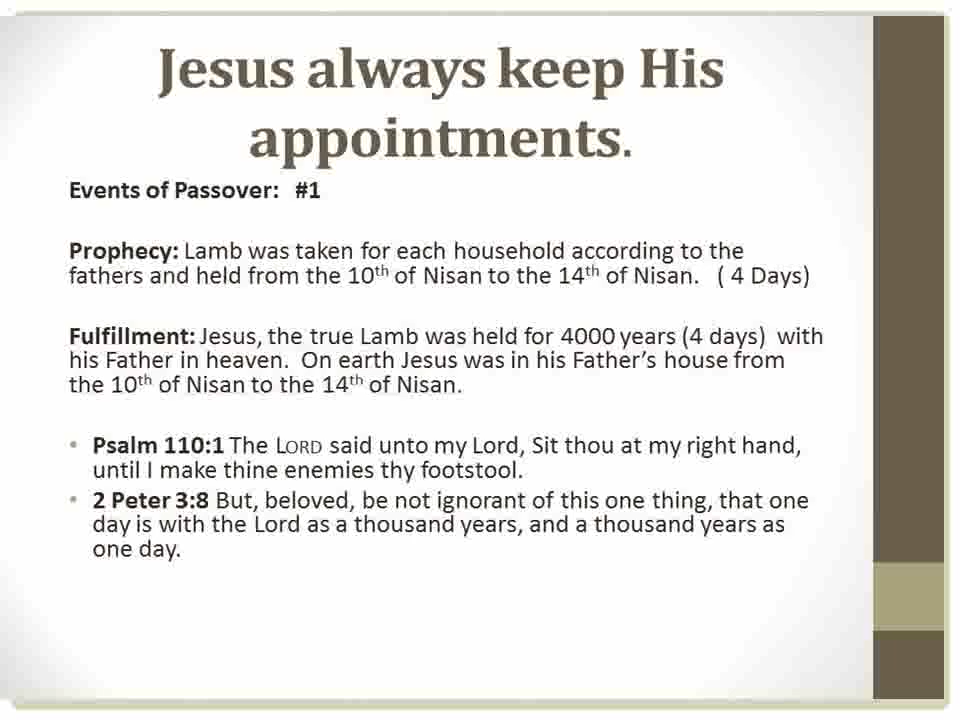 Jesus always keep His
appointments.
Events of Passover: #1
Prophecy: Lamb was taken for each household according to the
fathers and held from the 10th of Nisan to the 14th of Nisan. ( 4 Days)
Fulfillment: Jesus, the true Lamb was held for 4000 years (4 days) with
his Father in heaven. On earth Jesus was in his Father’s house from
the 10th of Nisan to the 14th of Nisan.
• Psalm 110:1 The LORD said unto my Lord, Sit thou at my right hand,
until I make thine enemies thy footstool.
• 2 Peter 3:8 But, beloved, be not ignorant of this one thing, that one
day is with the Lord as a thousand years, and a thousand years as
one day.